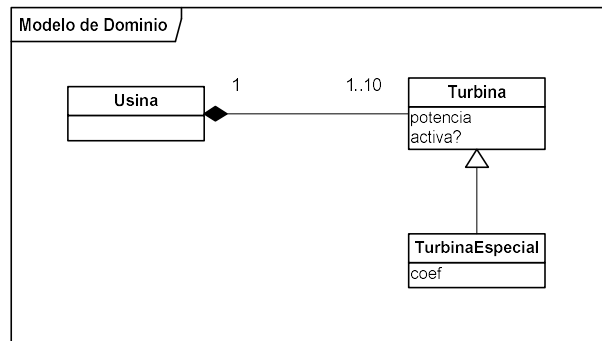 Modelo de Dominio
Usina
1
1..10
Turbina
potencia
activa?
TurbinaEspecial
coef